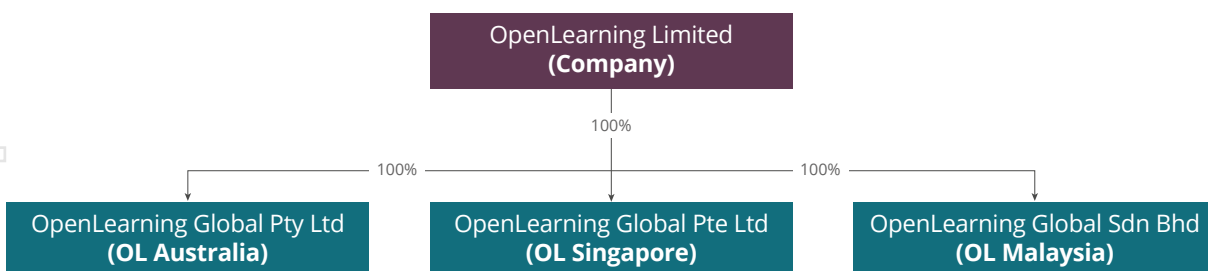 OpenLearning Limited
(Company)
100%
100%
100%
OpenLearning Global Pty Ltd
(OL Australia)
OpenLearning Global Pte Ltd
(OL Singapore)
OpenLearning Global Sdn Bhd
(OL Malaysia)